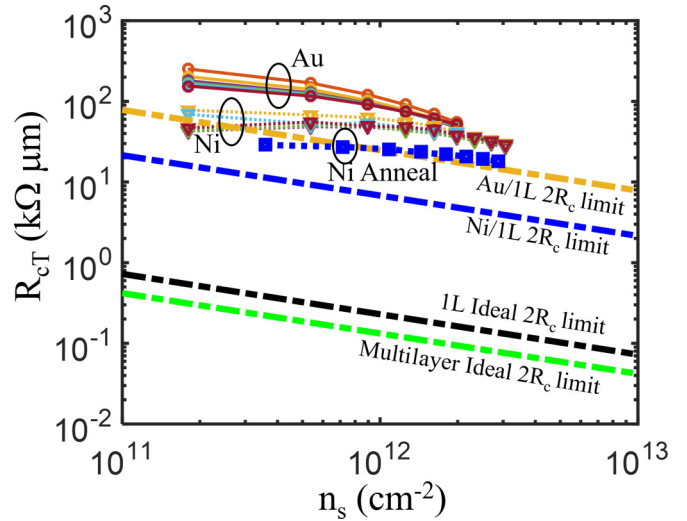 10^3
10^2
10^1
10^0
10^-1
10^-2
R_cT (kΩ μm)
Au
Ni
Ni Anneal
Au/1L 2R_c limit
Ni/1L 2R_c limit
1L Ideal 2R_c limit
Multilayer Ideal 2R_c limit
10^11
10^12
10^13
n_s (cm^-2)